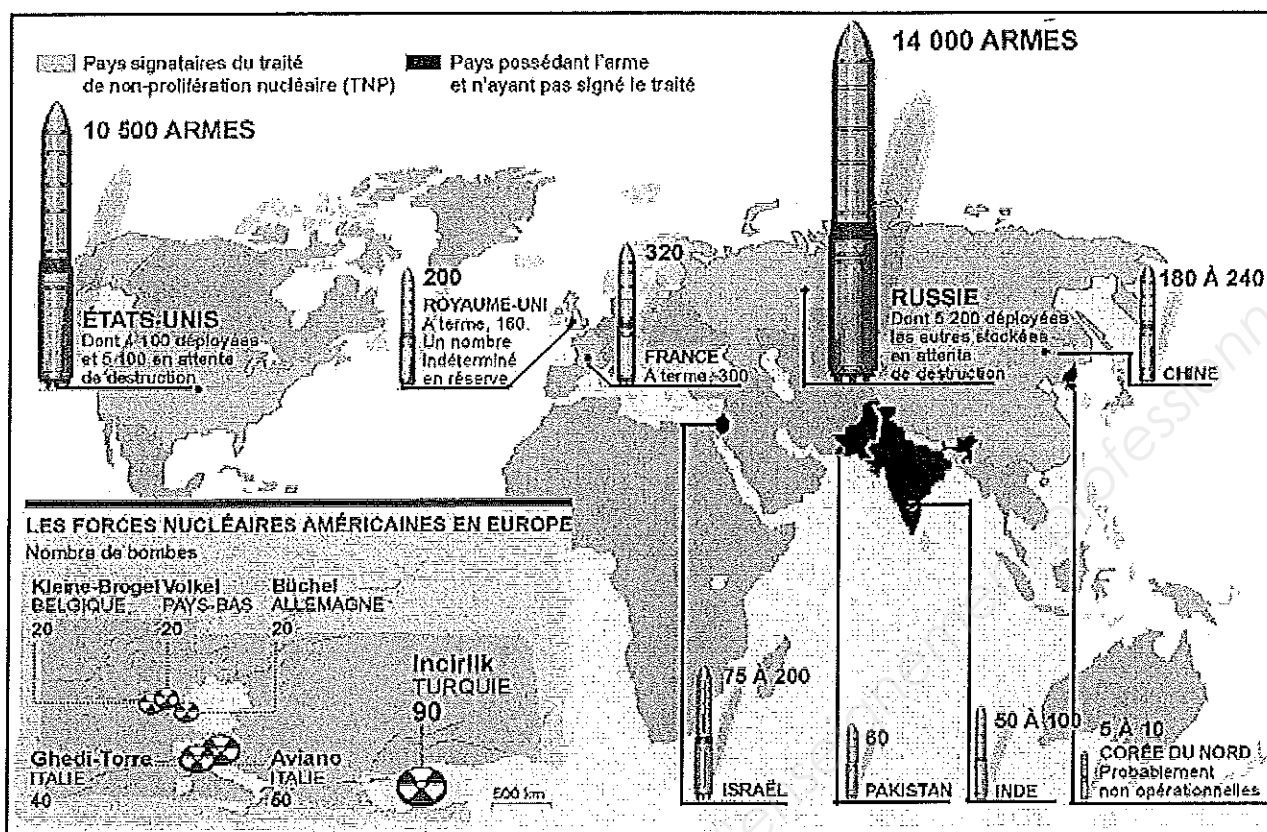 Pays signataires du traité
de non-prolifération nucléaire (TNP)
Pays possédant l'arme
et n'ayant pas signé le traité
14 000 ARMES
10 500 ARMES
ÉTATS-UNIS
Dont 4 100 déployées
et 5 100 en attente
de destruction
200
ROYAUME-UNI
A terme, 160.
Un nombre
Indéterminé
en réserve
320
FRANCE
A terme, 300
RUSSIE
Dont 5 200 déployées
les autres stockées
en attente
de destruction
180 À 240
CHINE
LES FORCES NUCLÉAIRES AMÉRICAINES EN EUROPE
Nombre de bombes
Kleine-Brogel
BELGIQUE
20
Volkel
PAYS-BAS
20
Büchel
ALLEMAGNE
20
Incirlik
TURQUIE
90
Ghedi-Torre
ITALIE
40
Aviano
ITALIE
50
500 km
75 À 200
ISRAËL
60
PAKISTAN
50 À 100
INDE
5 À 10
CORÉE DU NORD
Probablement
non opérationnelles